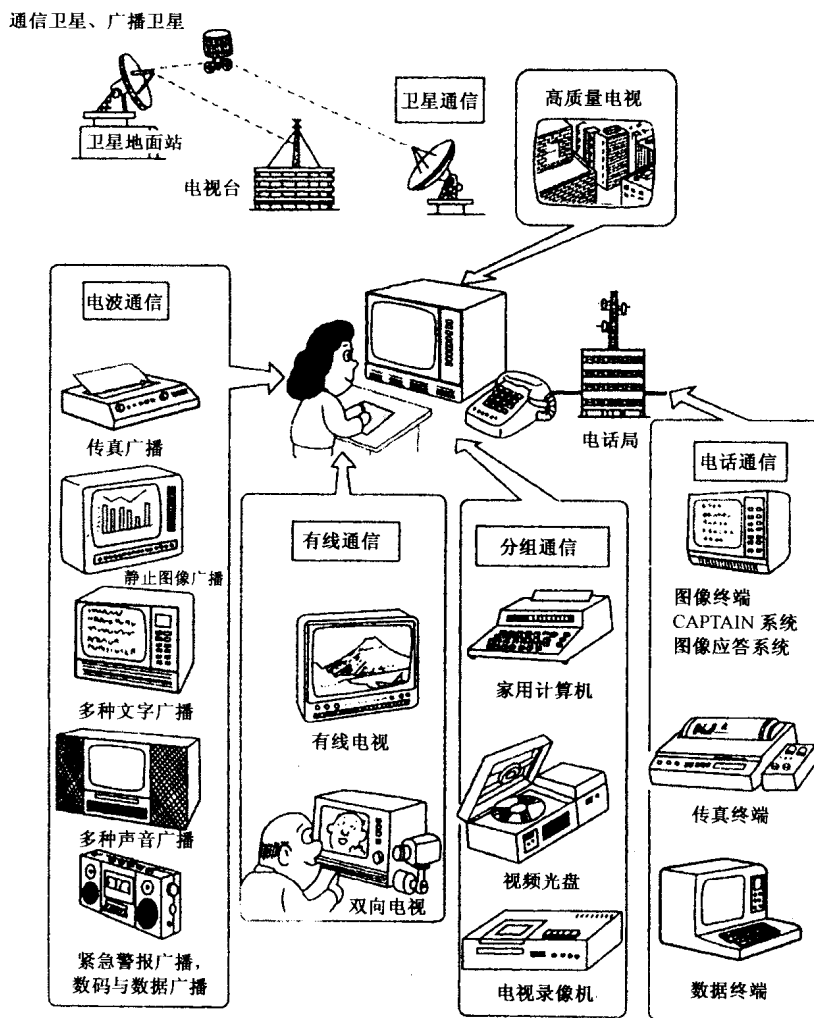 通信卫星、广播卫星
卫星地面站
电视台
卫星通信
高质量电视
电波通信
传真广播
静止图像广播
多种文字广播
多种声音广播
紧急警报广播,
数码与数据广播
有线通信
有线电视
双向电视
分组通信
家用计算机
视频光盘
电视录像机
电话局
电话通信
图像终端
CAPTAIN 系统
图像应答系统
传真终端
数据终端